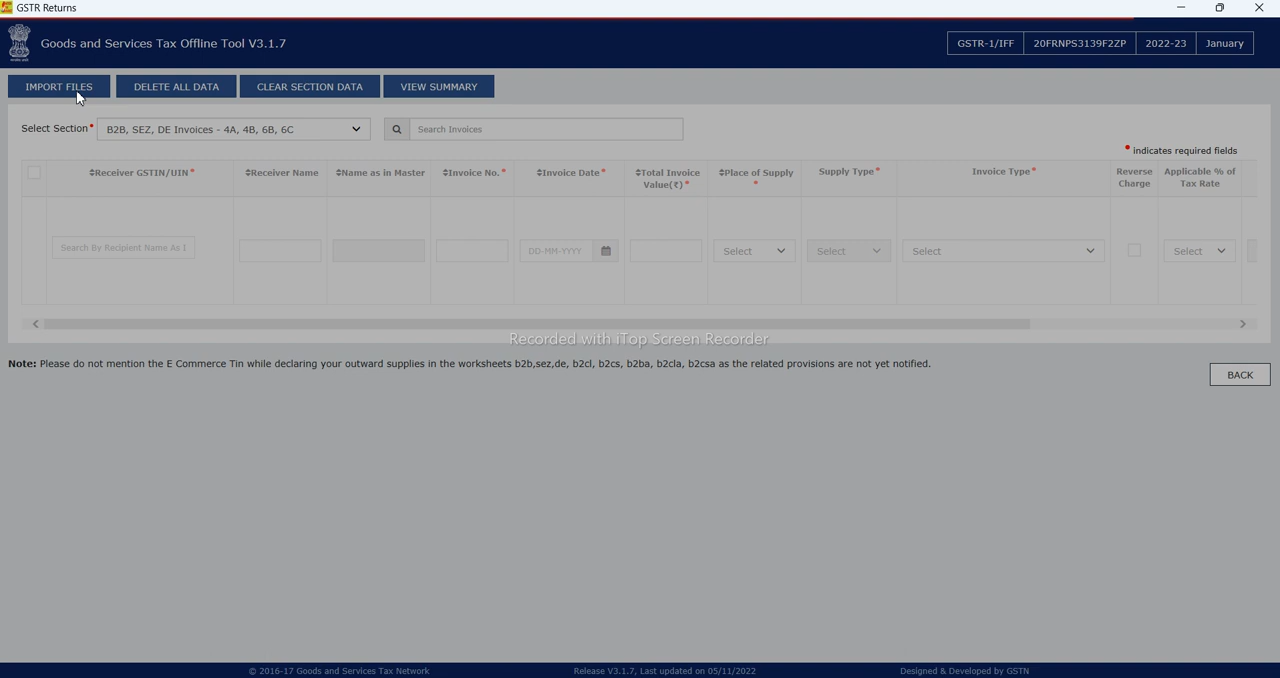 GSTR Returns
Goods and Services Tax Offline Tool V3.1.7
GSTR-1/IFF 20FRNPS3139F2ZP 2022-23 January
IMPORT FILES DELETE ALL DATA CLEAR SECTION DATA VIEW SUMMARY
Select Section* B2B, SEZ, DE Invoices - 4A, 4B, 6B, 6C Search Invoices
* indicates required fields
Receiver GSTIN/UIN* Receiver Name Name as in Master Invoice No.* Invoice Date* Total Invoice Value(₹)* Place of Supply * Supply Type* Invoice Type* Reverse Charge Applicable % of Tax Rate
Search By Recipient Name As I DD-MM-YYYY Select Select Select Select
Recorded with iTop Screen Recorder
Note: Please do not mention the E Commerce Tin while declaring your outward supplies in the worksheets b2b,sez,de, b2cl, b2cs, b2ba, b2cla, b2csa as the related provisions are not yet notified.
BACK
© 2016-17 Goods and Services Tax Network Release V3.1.7, Last updated on 05/11/2022 Designed & Developed by GSTN